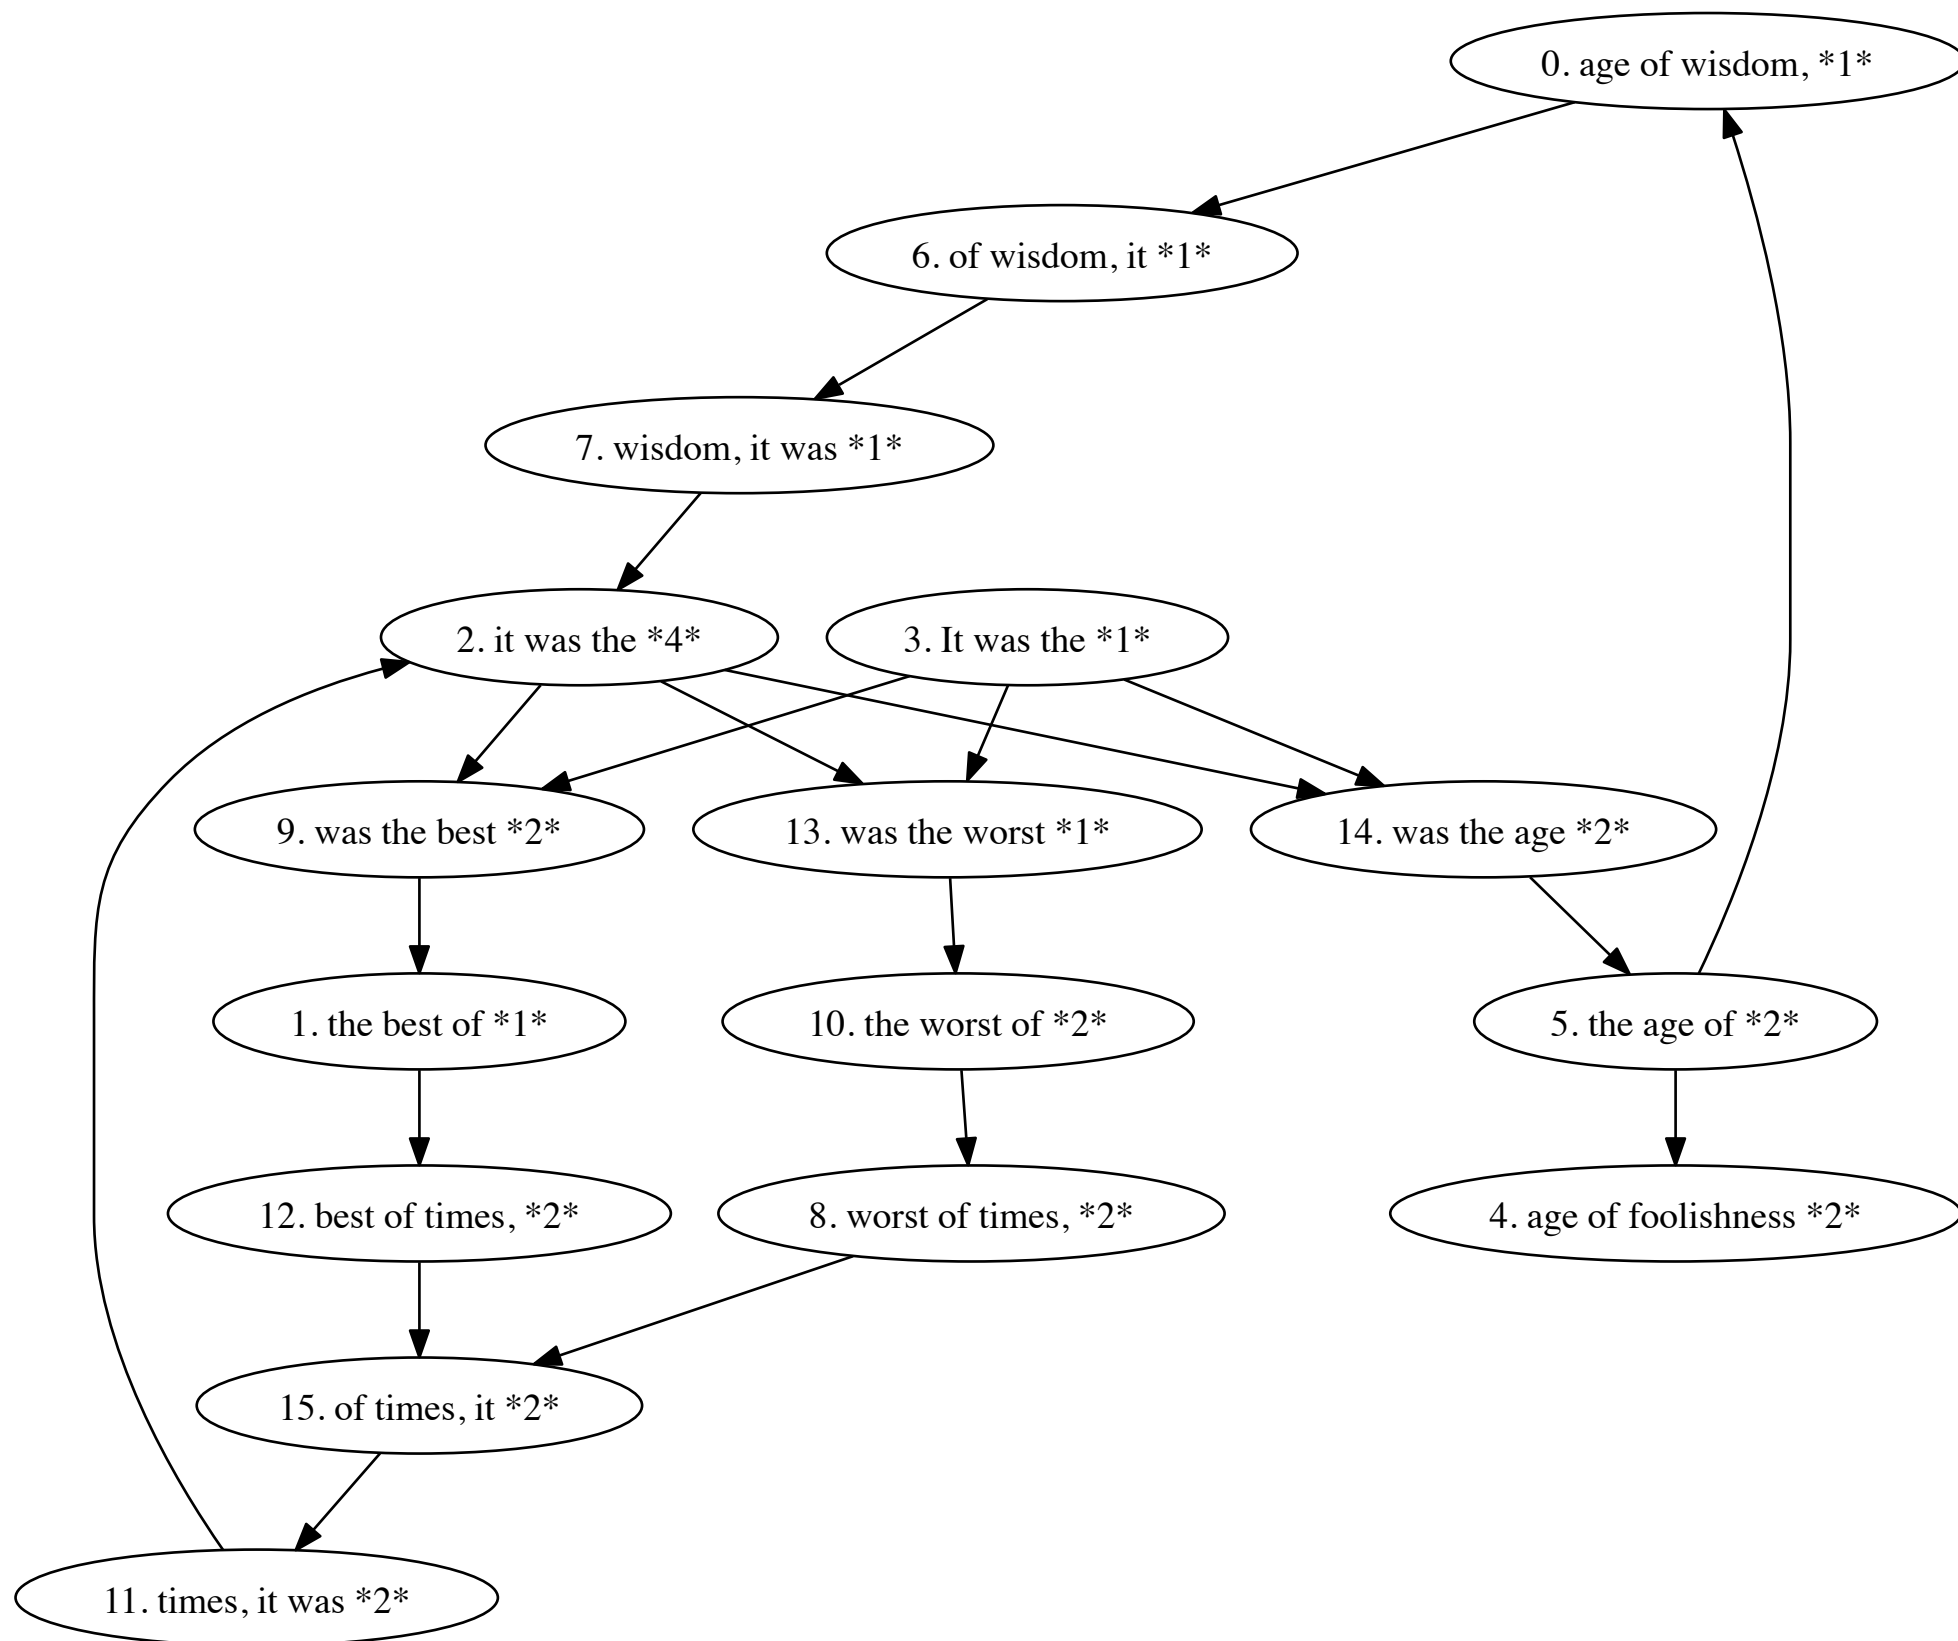 0. age of wisdom, *1*
6. of wisdom, it *1*
7. wisdom, it was *1*
2. it was the *4*
3. It was the *1*
9. was the best *2*
13. was the worst *1*
14. was the age *2*
1. the best of *1*
10. the worst of *2*
5. the age of *2*
12. best of times, *2*
8. worst of times, *2*
4. age of foolishness *2*
15. of times, it *2*
11. times, it was *2*